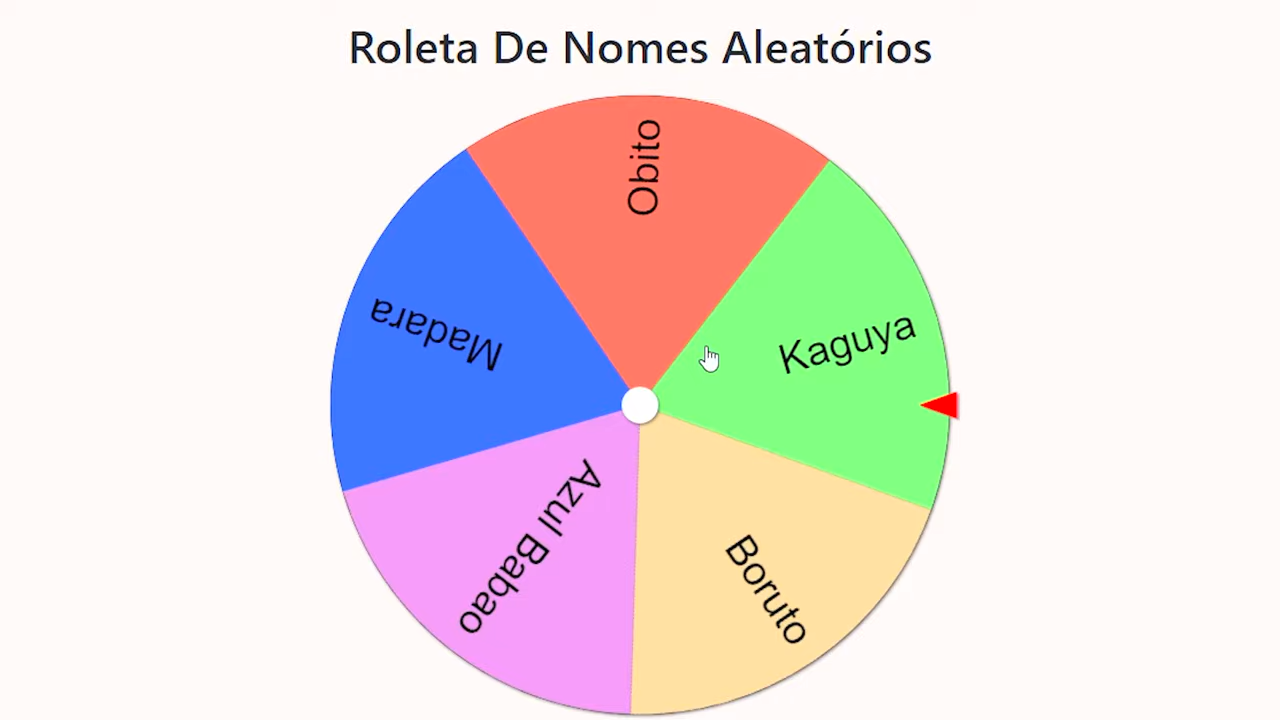 Roleta De Nomes Aleatórios
Obito
Kaguya
Madara
Azul Babao
Boruto